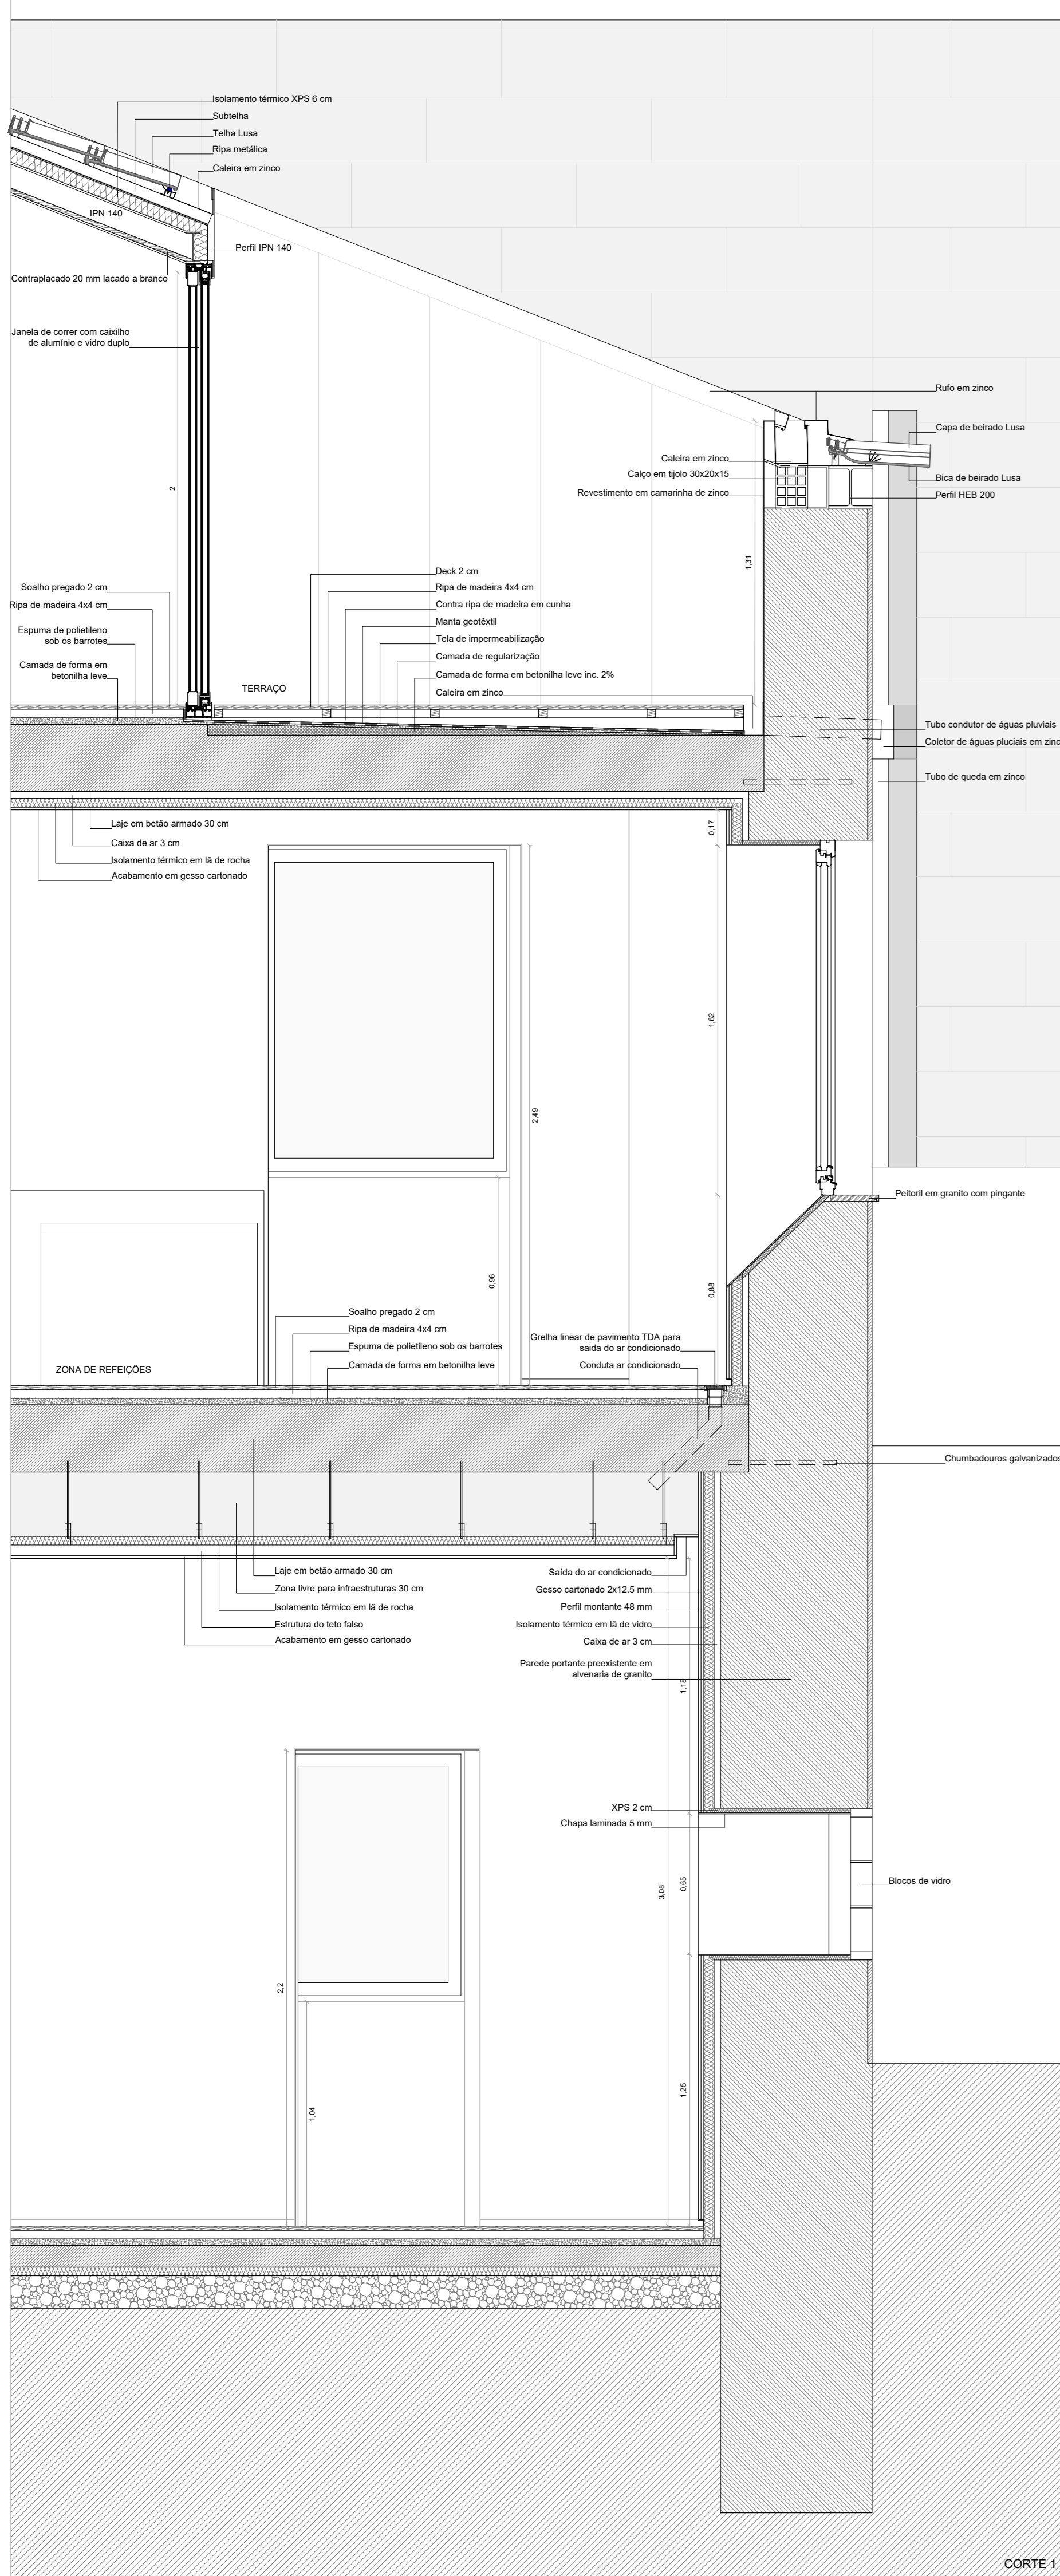 Isolamento térmico XPS 6 cm
Subtelha
Telha Lusa
Ripa metálica
Caleira em zinco
IPN 140
Perfil IPN 140
Contraplacado 20 mm lacado a branco
Janela de correr com caixilho
de alumínio e vidro duplo
Rufo em zinco
Capa de beirado Lusa
Caleira em zinco
Calço em tijolo 30x20x15
Revestimento em camarinha de zinco
Bica de beirado Lusa
Perfil HEB 200
2
1,31
Soalho pregado 2 cm
Ripa de madeira 4x4 cm
Espuma de polietileno
sob os barrotes
Camada de forma em
betonilha leve
Deck 2 cm
Ripa de madeira 4x4 cm
Contra ripa de madeira em cunha
Manta geotêxtil
Tela de impermeabilização
Camada de regularização
Camada de forma em betonilha leve inc. 2%
Caleira em zinco
TERRAÇO
Tubo condutor de águas pluviais
Coletor de águas pluciais em zinc
Tubo de queda em zinco
Laje em betão armado 30 cm
Caixa de ar 3 cm
Isolamento térmico em lã de rocha
Acabamento em gesso cartonado
0,17
1,62
2,49
Peitoril em granito com pingante
0,96
0,88
Soalho pregado 2 cm
Ripa de madeira 4x4 cm
Espuma de polietileno sob os barrotes
Camada de forma em betonilha leve
Grelha linear de pavimento TDA para
saida do ar condicionado
Conduta ar condicionado
ZONA DE REFEIÇÕES
Chumbadouros galvanizados
Laje em betão armado 30 cm
Zona livre para infraestruturas 30 cm
Isolamento térmico em lã de rocha
Estrutura do teto falso
Acabamento em gesso cartonado
Saída do ar condicionado
Gesso cartonado 2x12.5 mm
Perfil montante 48 mm
Isolamento térmico em lã de vidro
Caixa de ar 3 cm
Parede portante preexistente em
alvenaria de granito
1,18
XPS 2 cm
Chapa laminada 5 mm
Blocos de vidro
3,08
0,65
2,2
1,04
1,25
CORTE 1